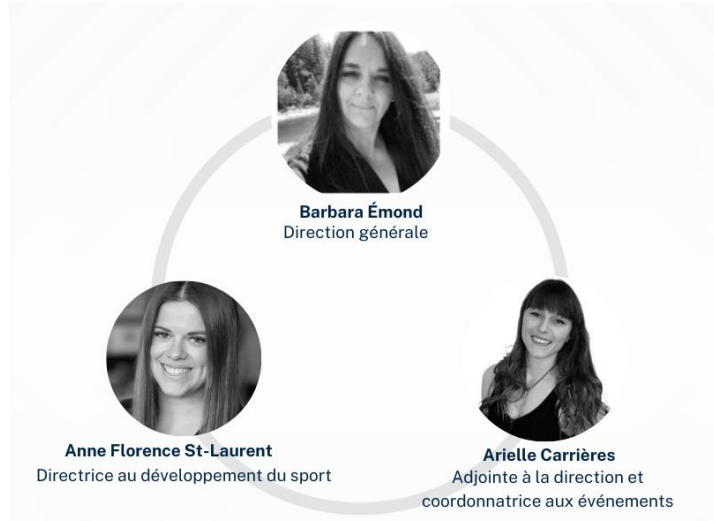 Barbara Émond
Direction générale
Anne Florence St-Laurent
Directrice au développement du sport
Arielle Carrières
Adjointe à la direction et
coordonnatrice aux événements